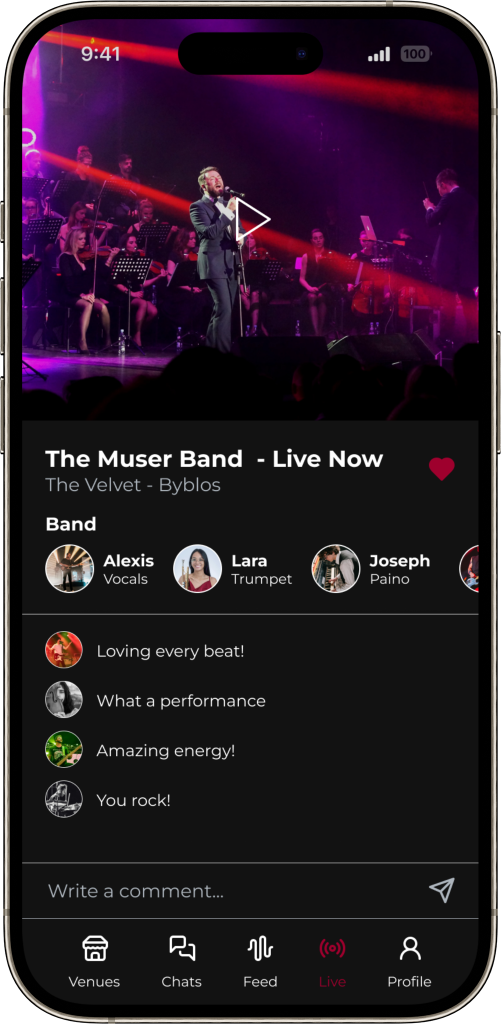 9:41
100
The Muser Band - Live Now
The Velvet - Byblos
Band
Alexis
Vocals
Lara
Trumpet
Joseph
Paino
Loving every beat!
What a performance
Amazing energy!
You rock!
Write a comment...
Venues
Chats
Feed
Live
Profile